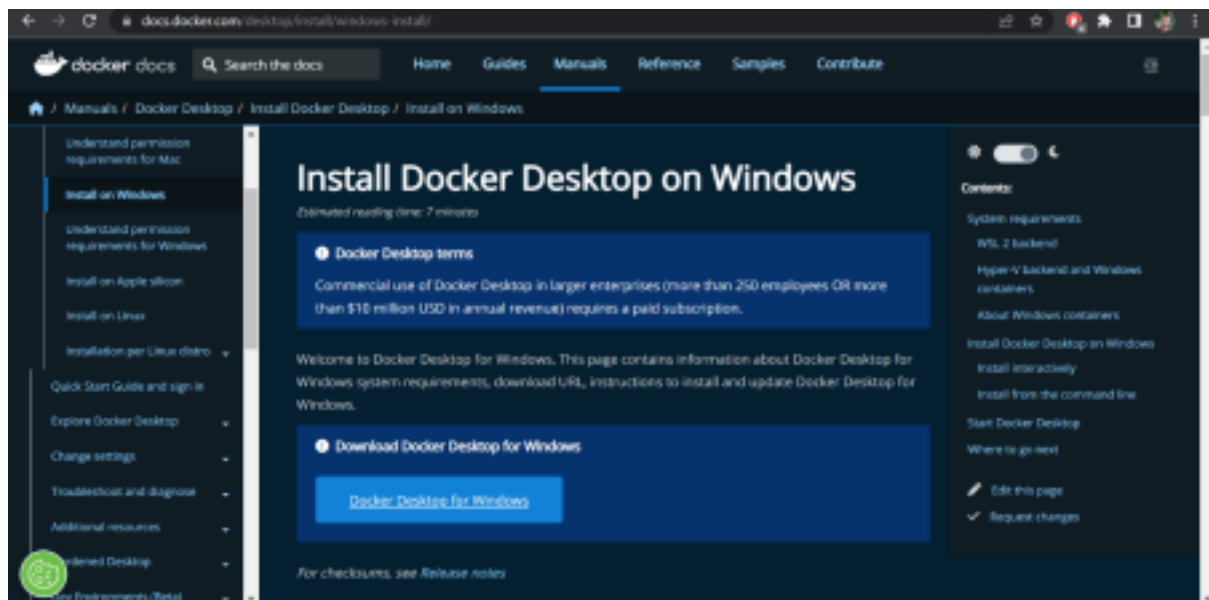 docs.docker.com/desktop/install/windows-install/
docker docs
Search the docs
Home
Guides
Manuals
Reference
Samples
Contribute
/ Manuals / Docker Desktop / Install Docker Desktop / Install on Windows
Understand permission
requirements for Mac
Install on Windows
Understand permission
requirements for Windows
Install on Apple silicon
Install on Linux
Installation per Linux distro
Quick Start Guide and sign in
Explore Docker Desktop
Change settings
Troubleshoot and diagnose
Additional resources
Desktop
Dev Environments (Beta)
Install Docker Desktop on Windows
Estimated reading time: 7 minutes
Docker Desktop terms
Commercial use of Docker Desktop in larger enterprises (more than 250 employees OR more
than $10 million USD in annual revenue) requires a paid subscription.
Welcome to Docker Desktop for Windows. This page contains information about Docker Desktop for
Windows system requirements, download URL, instructions to install and update Docker Desktop for
Windows.
Download Docker Desktop for Windows
Docker Desktop for Windows
For checksums, see Release notes
Contents:
System requirements
WSL 2 backend
Hyper-V backend and Windows
containers
About Windows containers
Install Docker Desktop on Windows
Install interactively
Install from the command line
Start Docker Desktop
Where to go next
Edit this page
Request changes